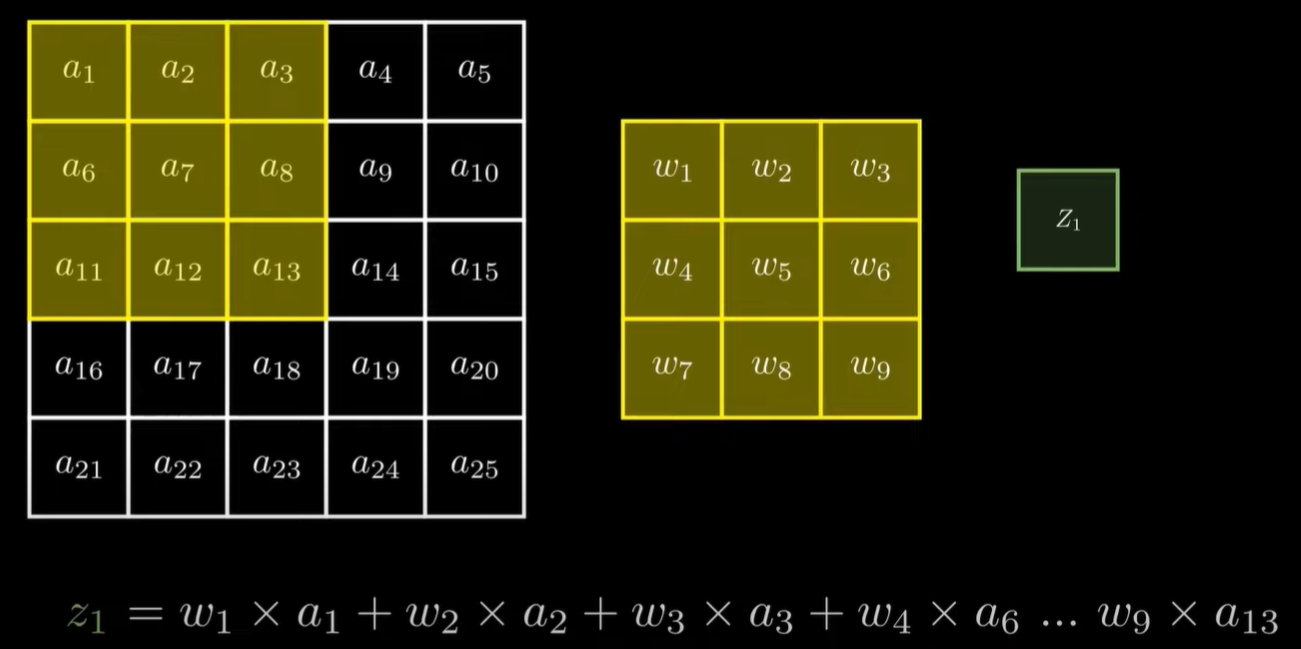 a₁ a₂ a₃ a₄ a₅
a₆ a₇ a₈ a₉ a₁₀
a₁₁ a₁₂ a₁₃ a₁₄ a₁₅
a₁₆ a₁₇ a₁₈ a₁₉ a₂₀
a₂₁ a₂₂ a₂₃ a₂₄ a₂₅
w₁ w₂ w₃
w₄ w₅ w₆
w₇ w₈ w₉
z₁
z₁ = w₁ × a₁ + w₂ × a₂ + w₃ × a₃ + w₄ × a₆ ... w₉ × a₁₃